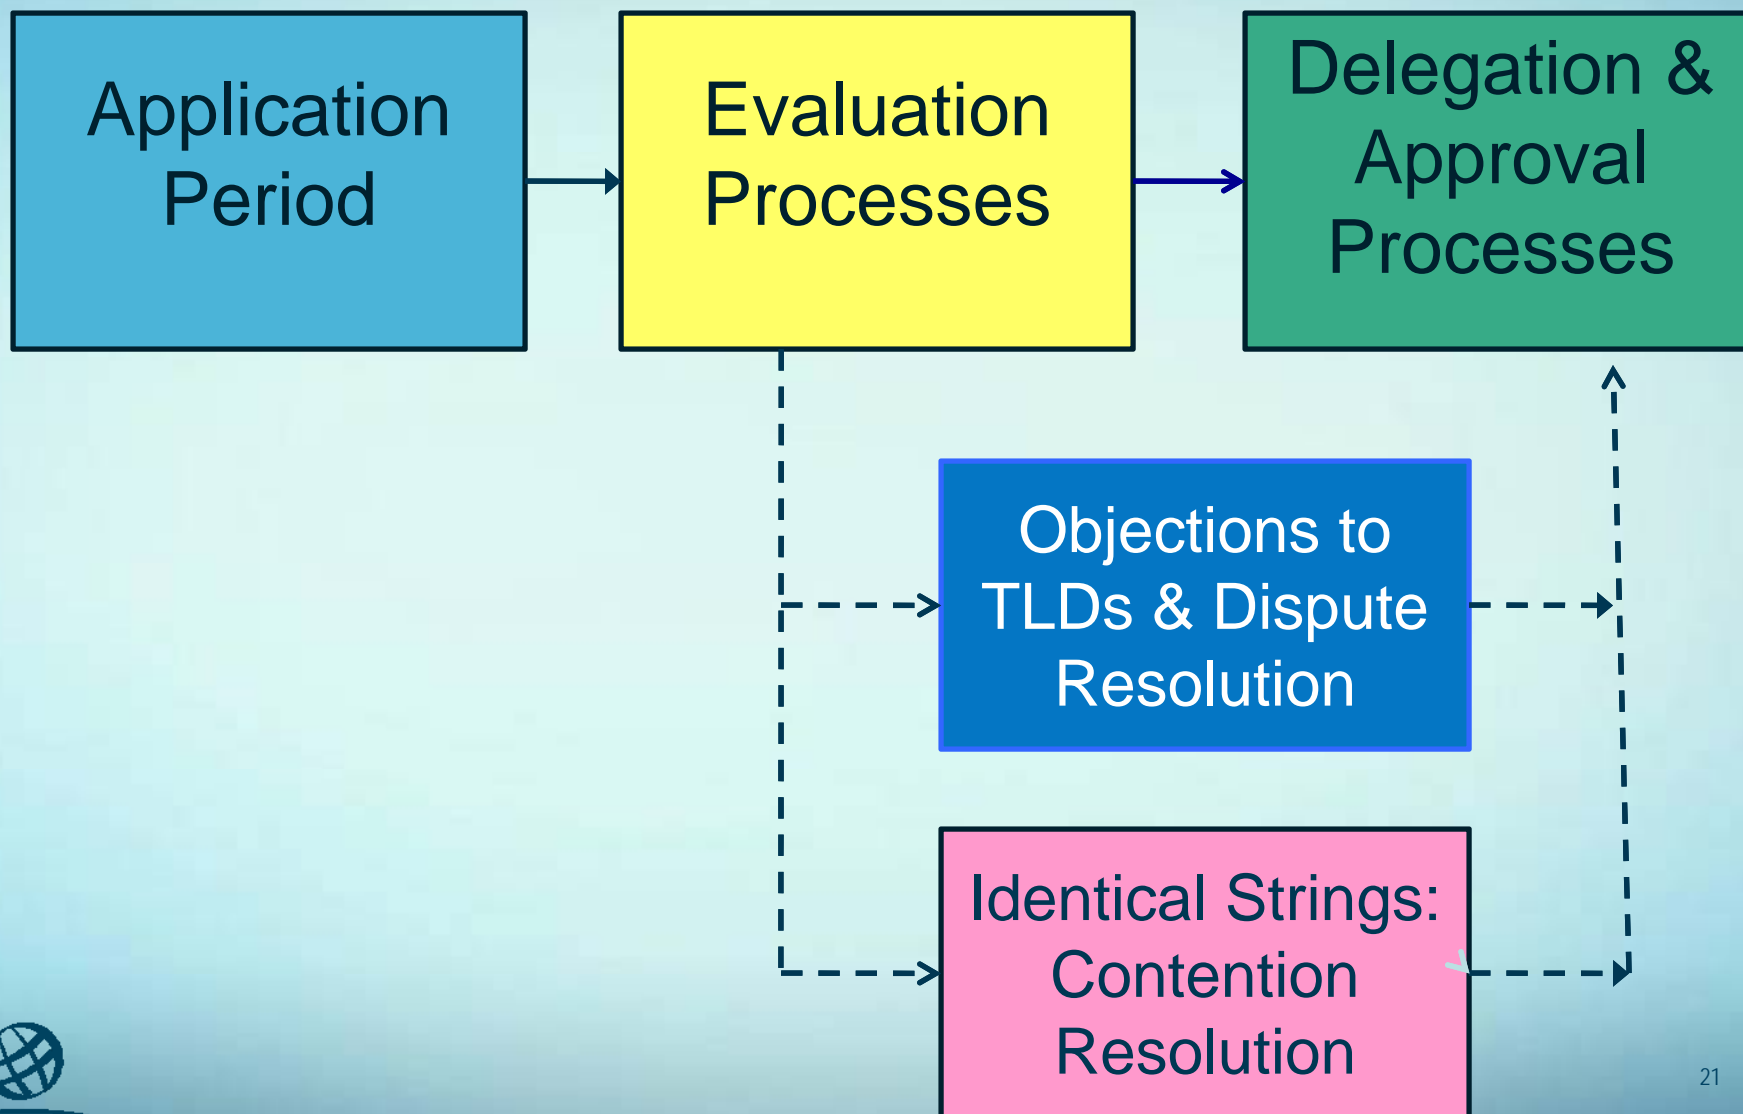 Application
Period
Evaluation
Processes
Delegation &
Approval
Processes
Objections to
TLDs & Dispute
Resolution
Identical Strings:
Contention
Resolution
21